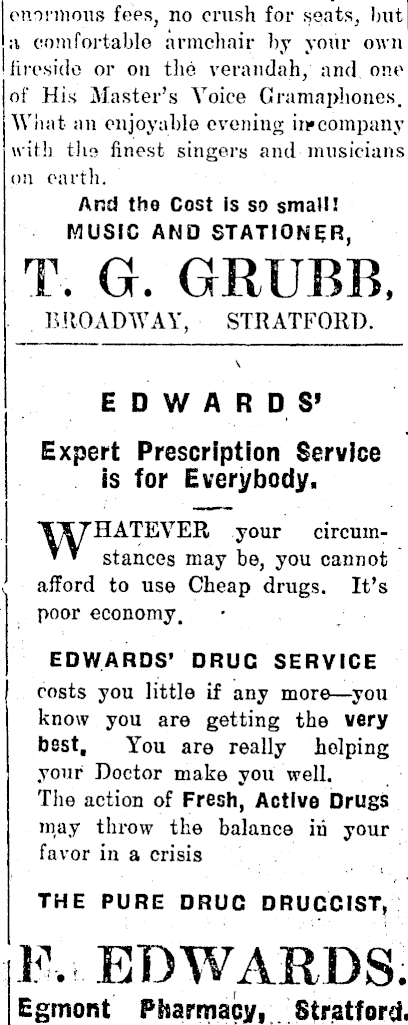 enormous fees, no crush for seats, but
a comfortable armchair by your own
fireside or on the verandah, and one
of His Master's Voice Gramaphones.
What an enjoyable evening in company
with the finest singers and musicians
on earth.
And the Cost is so small!
MUSIC AND STATIONER,
T. G. GRUBB,
BROADWAY, STRATFORD.
EDWARDS'
Expert Prescription Service
is for Everybody.
WHATEVER your circum-
stances may be, you cannot
afford to use Cheap drugs. It's
poor economy.
EDWARDS' DRUG SERVICE
costs you little if any more—you
know you are getting the very
best. You are really helping
your Doctor make you well.
The action of Fresh, Active Drugs
may throw the balance in your
favor in a crisis
THE PURE DRUG DRUGGIST,
F. EDWARDS.
Egmont Pharmacy, Stratford.